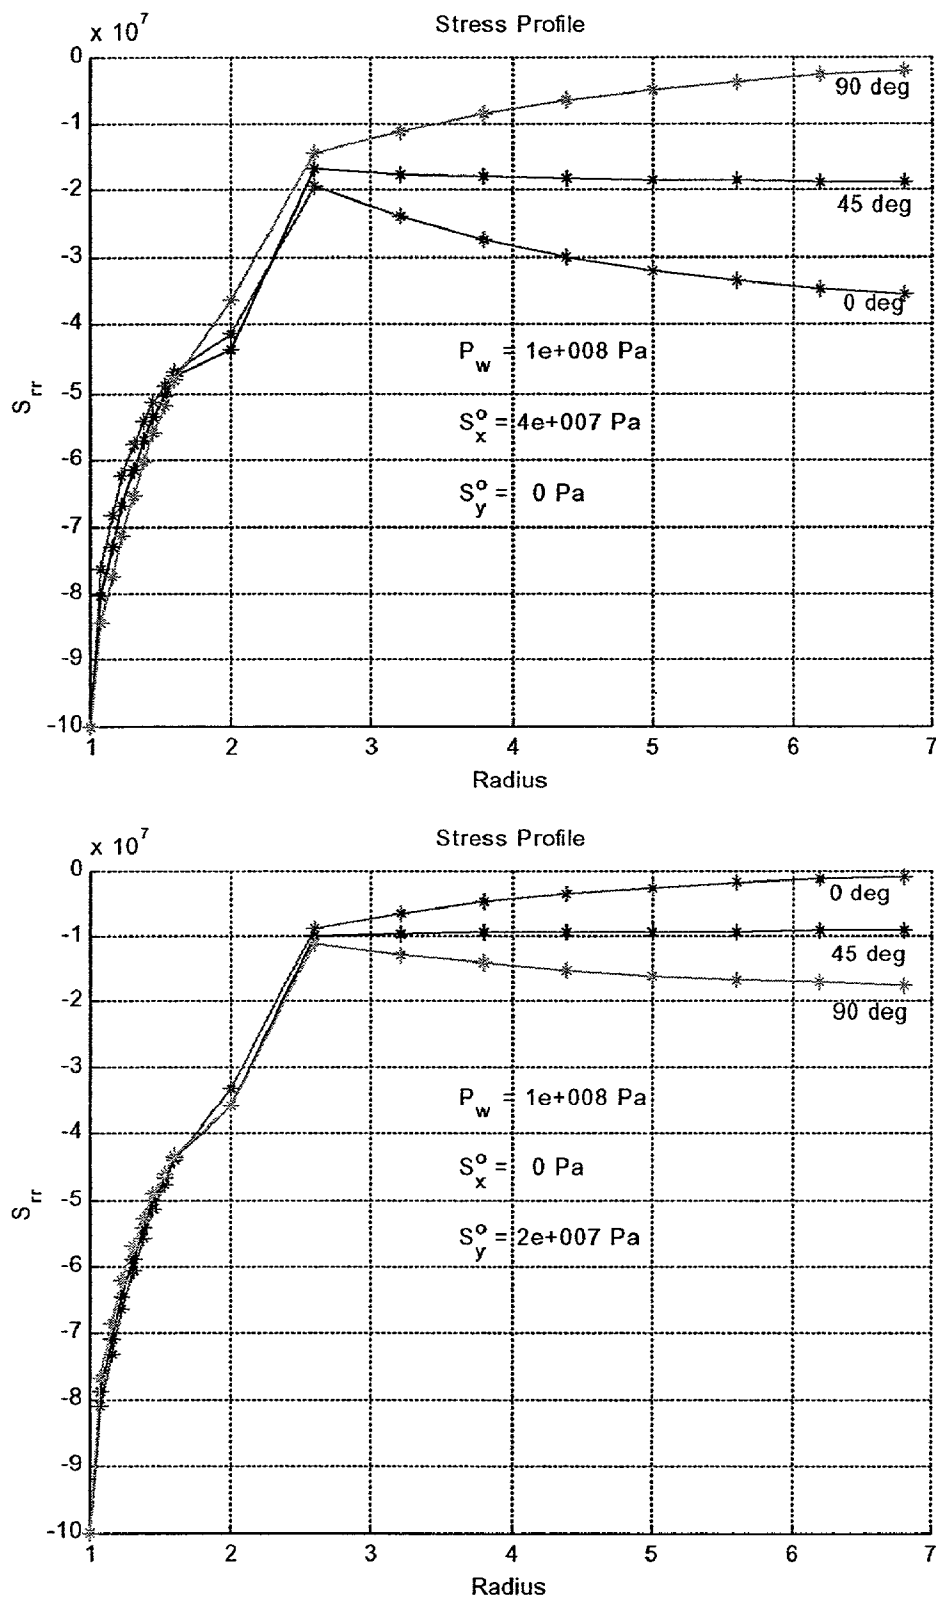 Stress Profile
x 10^7
0
-1
-2
-3
-4
-5
-6
-7
-8
-9
-10
S_rr
90 deg
45 deg
0 deg
P_w = 1e+008 Pa
S_x^o = 4e+007 Pa
S_y^o = 0 Pa
1 2 3 4 5 6 7
Radius
Stress Profile
x 10^7
0
-1
-2
-3
-4
-5
-6
-7
-8
-9
-10
S_rr
0 deg
45 deg
90 deg
P_w = 1e+008 Pa
S_x^o = 0 Pa
S_y^o = 2e+007 Pa
1 2 3 4 5 6 7
Radius